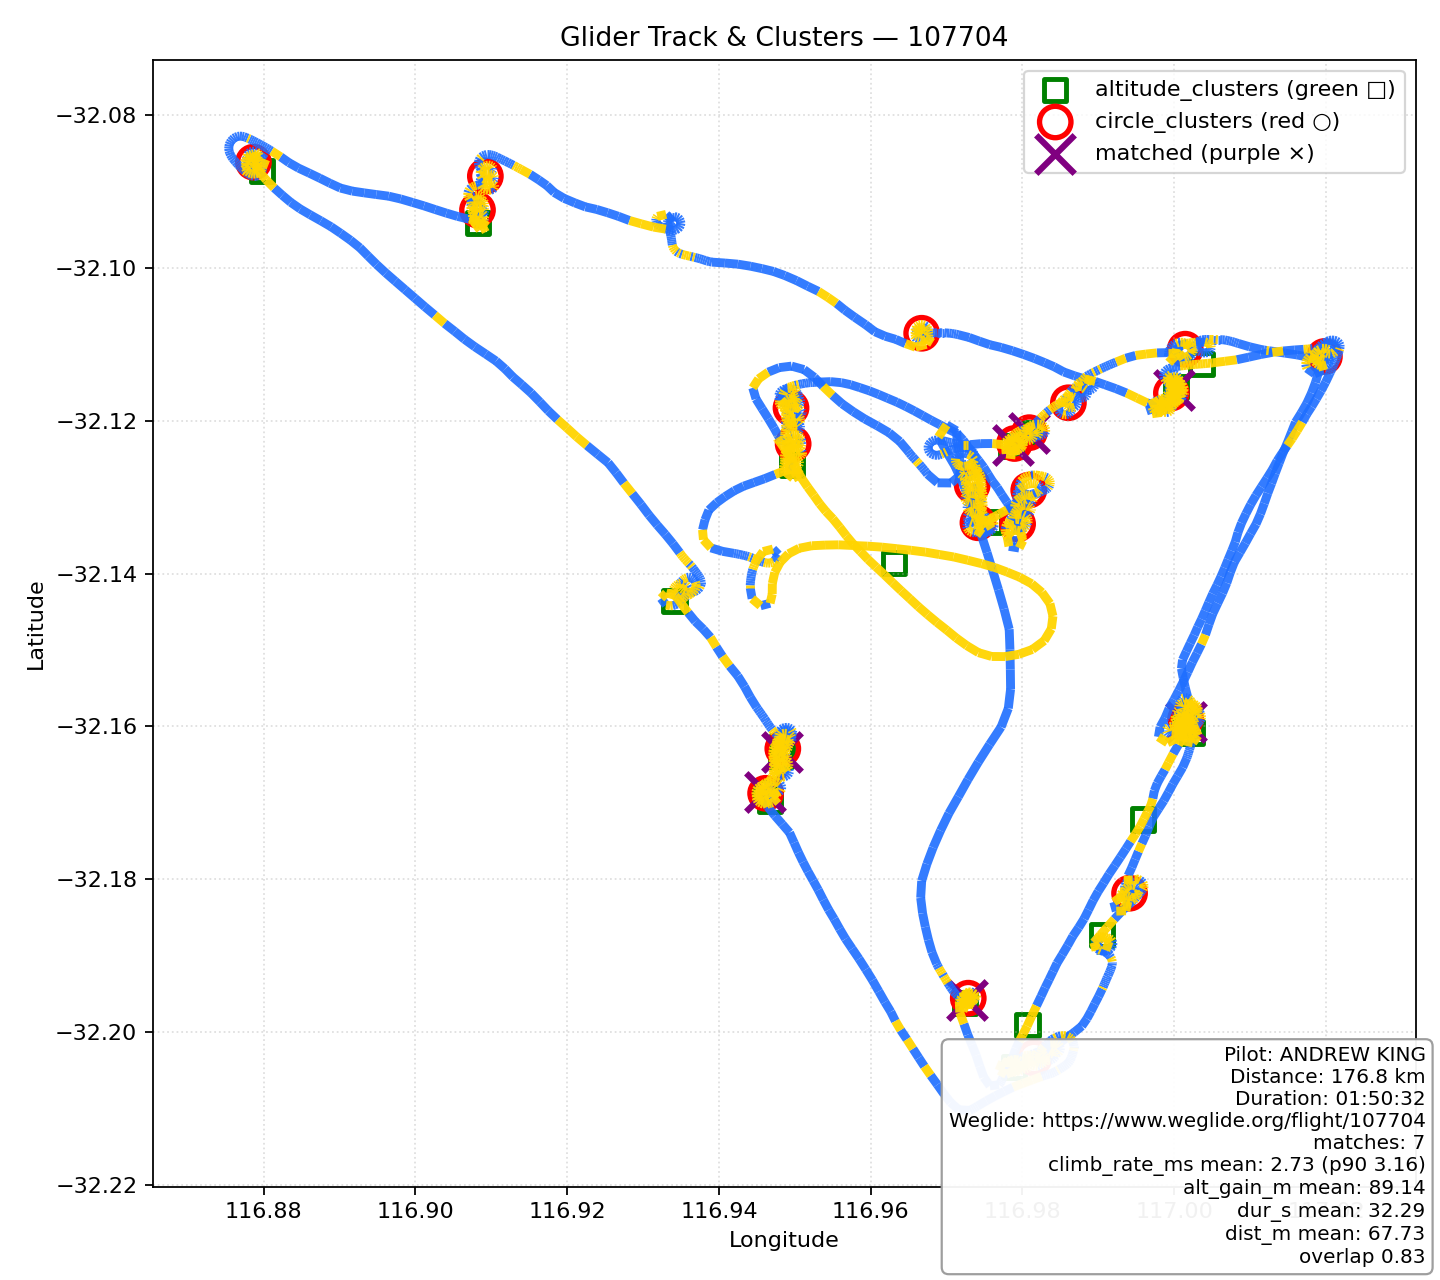 Glider Track & Clusters — 107704
altitude_clusters (green □)
circle_clusters (red ○)
matched (purple ×)
−32.08
−32.10
−32.12
−32.14
−32.16
−32.18
−32.20
−32.22
Latitude
116.88
116.90
116.92
116.94
116.96
116.98
117.00
Longitude
Pilot: ANDREW KING
Distance: 176.8 km
Duration: 01:50:32
Weglide: https://www.weglide.org/flight/107704
matches: 7
climb_rate_ms mean: 2.73 (p90 3.16)
alt_gain_m mean: 89.14
dur_s mean: 32.29
dist_m mean: 67.73
overlap 0.83